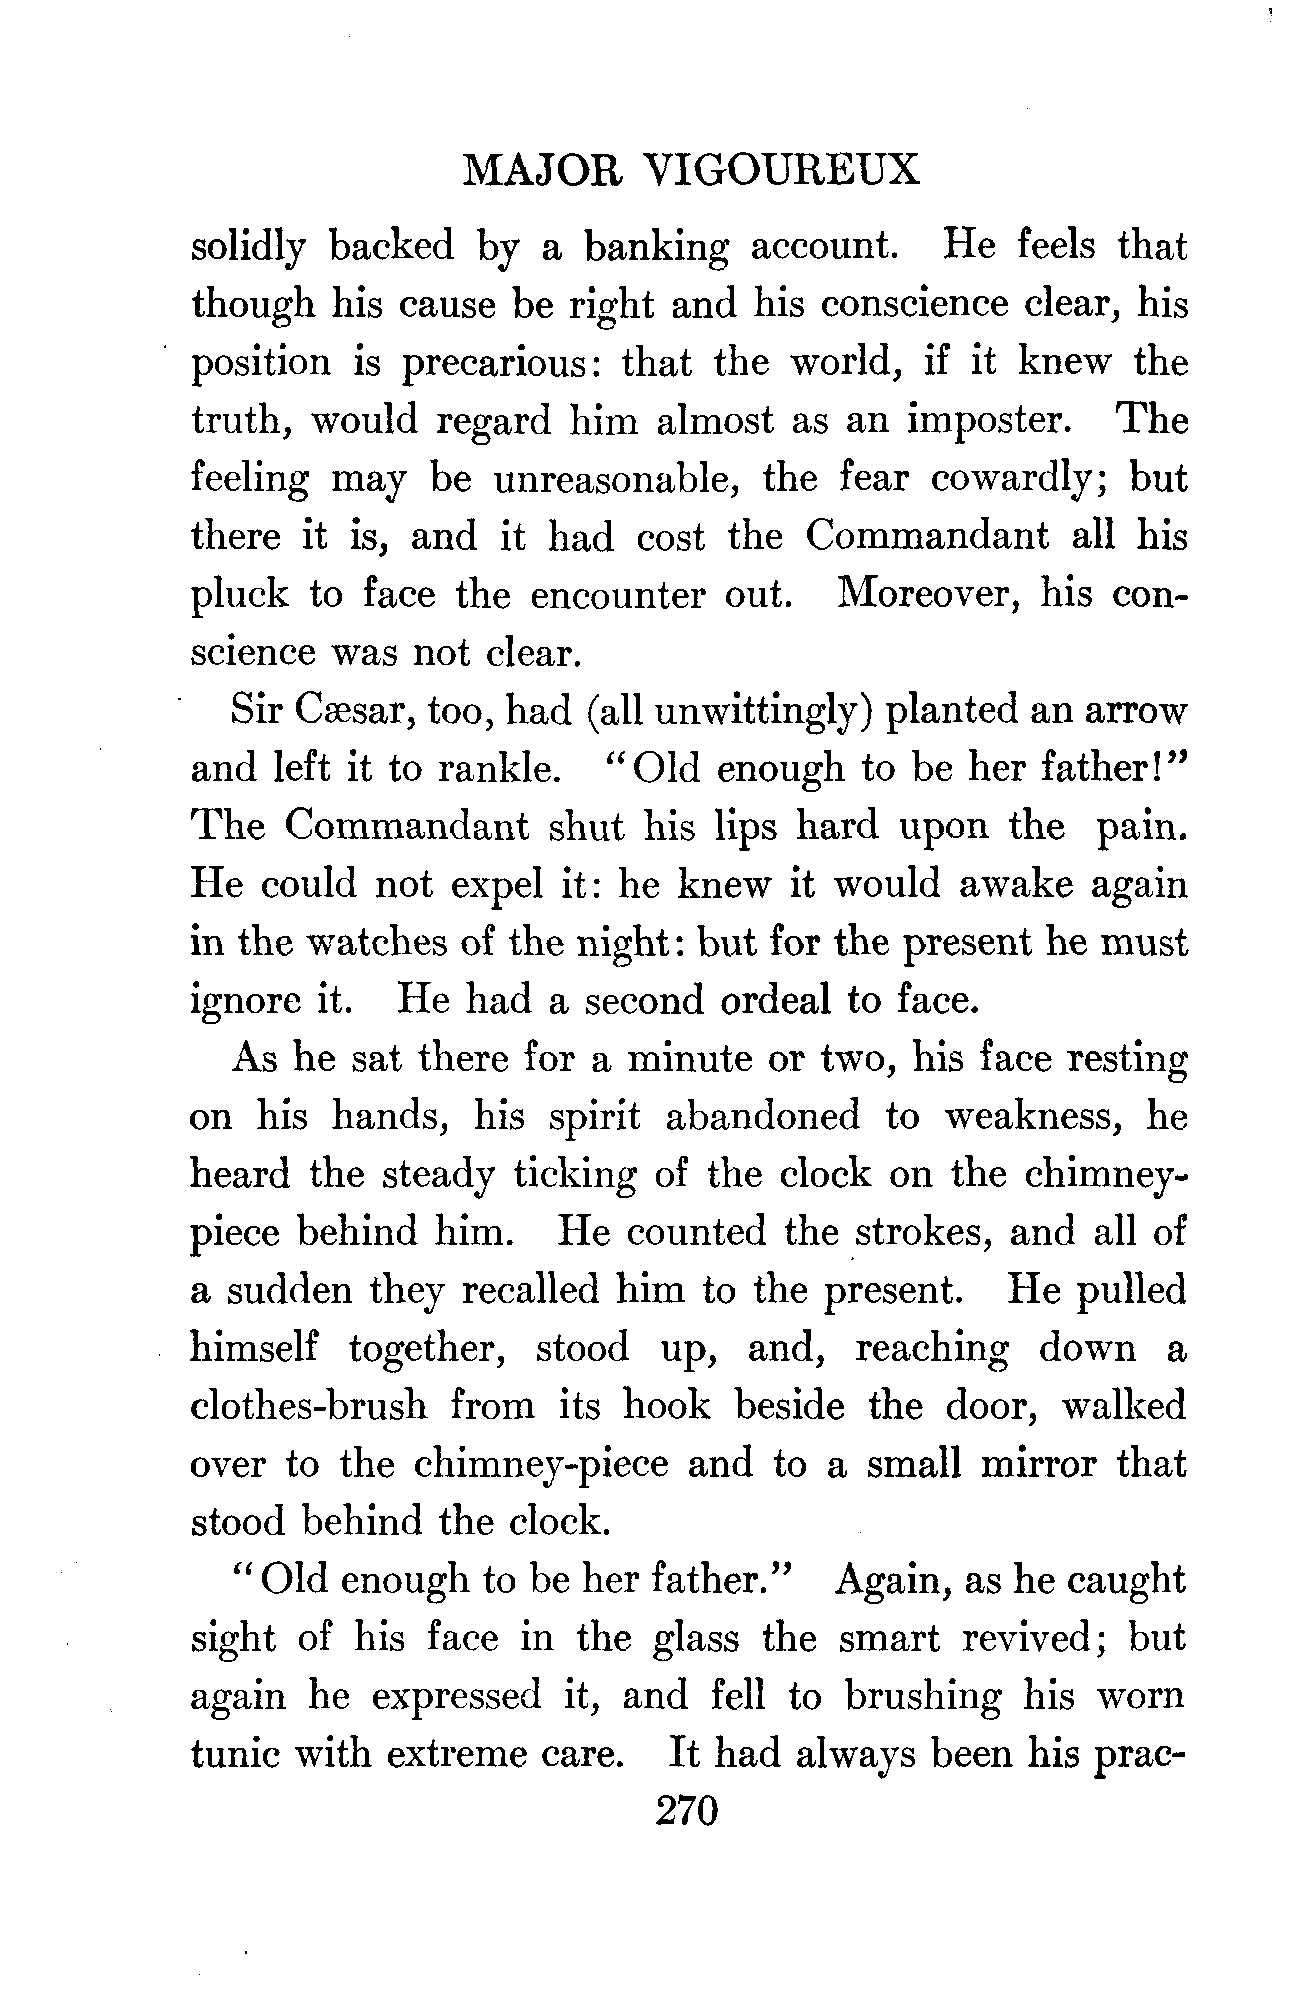 MAJOR VIGOUREUX
solidly backed by a banking account. He feels that
though his cause be right and his conscience clear, his
position is precarious: that the world, if it knew the
truth, would regard him almost as an imposter. The
feeling may be unreasonable, the fear cowardly; but
there it is, and it had cost the Commandant all his
pluck to face the encounter out. Moreover, his con-
science was not clear.
Sir Cæsar, too, had (all unwittingly) planted an arrow
and left it to rankle. "Old enough to be her father!"
The Commandant shut his lips hard upon the pain.
He could not expel it: he knew it would awake again
in the watches of the night: but for the present he must
ignore it. He had a second ordeal to face.
As he sat there for a minute or two, his face resting
on his hands, his spirit abandoned to weakness, he
heard the steady ticking of the clock on the chimney-
piece behind him. He counted the strokes, and all of
a sudden they recalled him to the present. He pulled
himself together, stood up, and, reaching down a
clothes-brush from its hook beside the door, walked
over to the chimney-piece and to a small mirror that
stood behind the clock.
"Old enough to be her father." Again, as he caught
sight of his face in the glass the smart revived; but
again he expressed it, and fell to brushing his worn
tunic with extreme care. It had always been his prac-
270